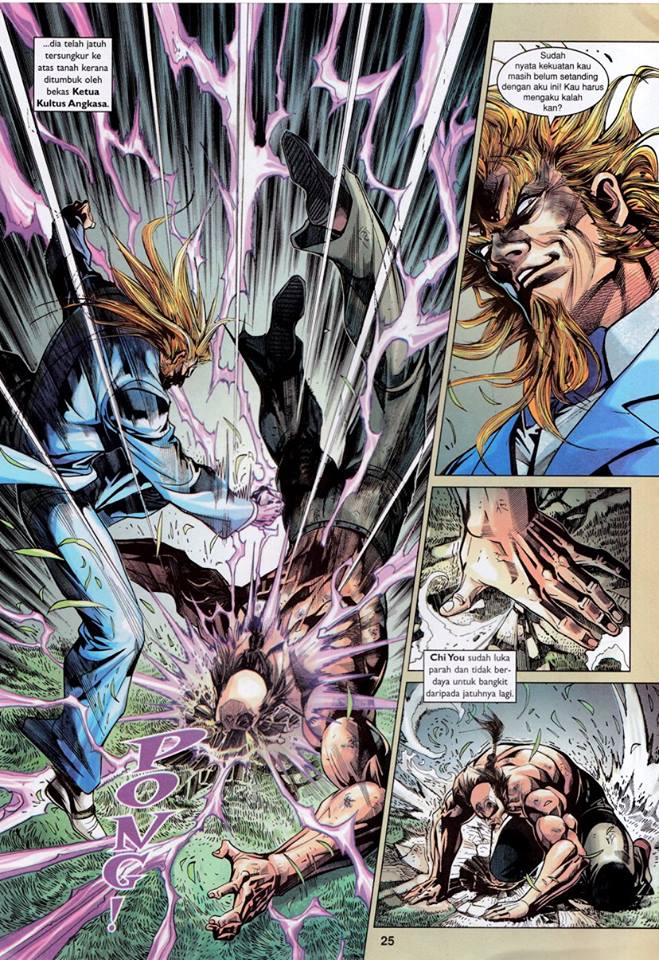 ...dia telah jatuh
tersungkur ke
atas tanah kerana
ditumbuk oleh
bekas Ketua
Kultus Angkasa.
Sudah
nyata kekuatan kau
masih belum setanding
dengan aku ini! Kau harus
mengaku kalah
kan?
PONG!
Chi You sudah luka
parah dan tidak ber-
daya untuk bangkit
daripada jatuhnya lagi.
25